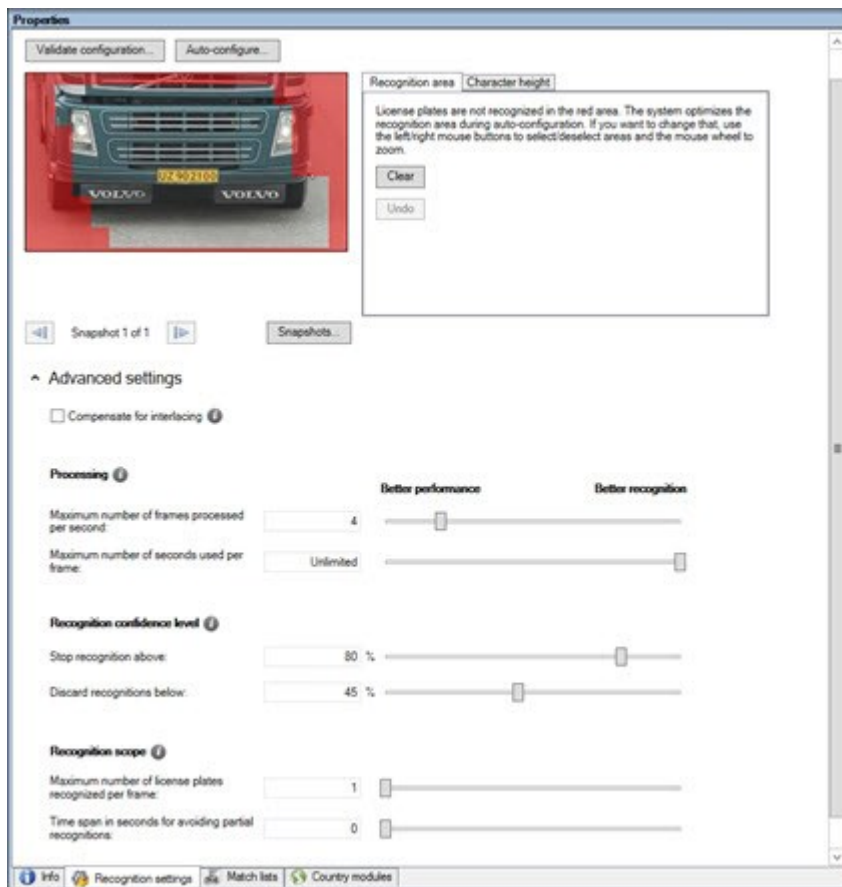 Properties
Validate configuration...
Auto-configure...
UZ 902100
VOLVO
VOLVO
Recognition area
Character height
License plates are not recognized in the red area. The system optimizes the
recognition area during auto-configuration. If you want to change that, use
the left/right mouse buttons to select/deselect areas and the mouse wheel to
zoom.
Clear
Undo
Snapshot 1 of 1
Snapshots...
Advanced settings
Compensate for interlacing
Processing
Better performance
Better recognition
Maximum number of frames processed
per second:
4
Maximum number of seconds used per
frame:
Unlimited
Recognition confidence level
Stop recognition above:
80 %
Discard recognitions below:
45 %
Recognition scope
Maximum number of license plates
recognized per frame:
1
Time span in seconds for avoiding partial
recognitions:
0
Info
Recognition settings
Match lists
Country modules